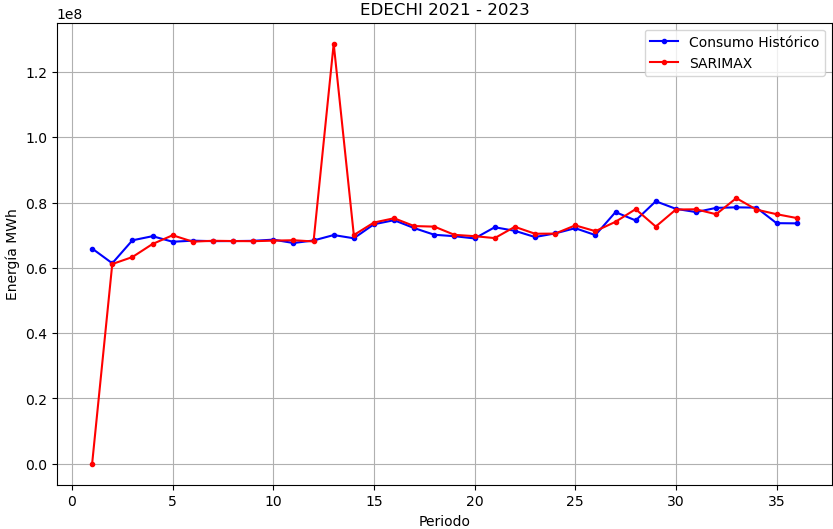 EDECHI 2021 - 2023
1e8
Consumo Histórico
SARIMAX
1.2
1.0
0.8
0.6
0.4
0.2
0.0
Energía MWh
0 5 10 15 20 25 30 35
Periodo